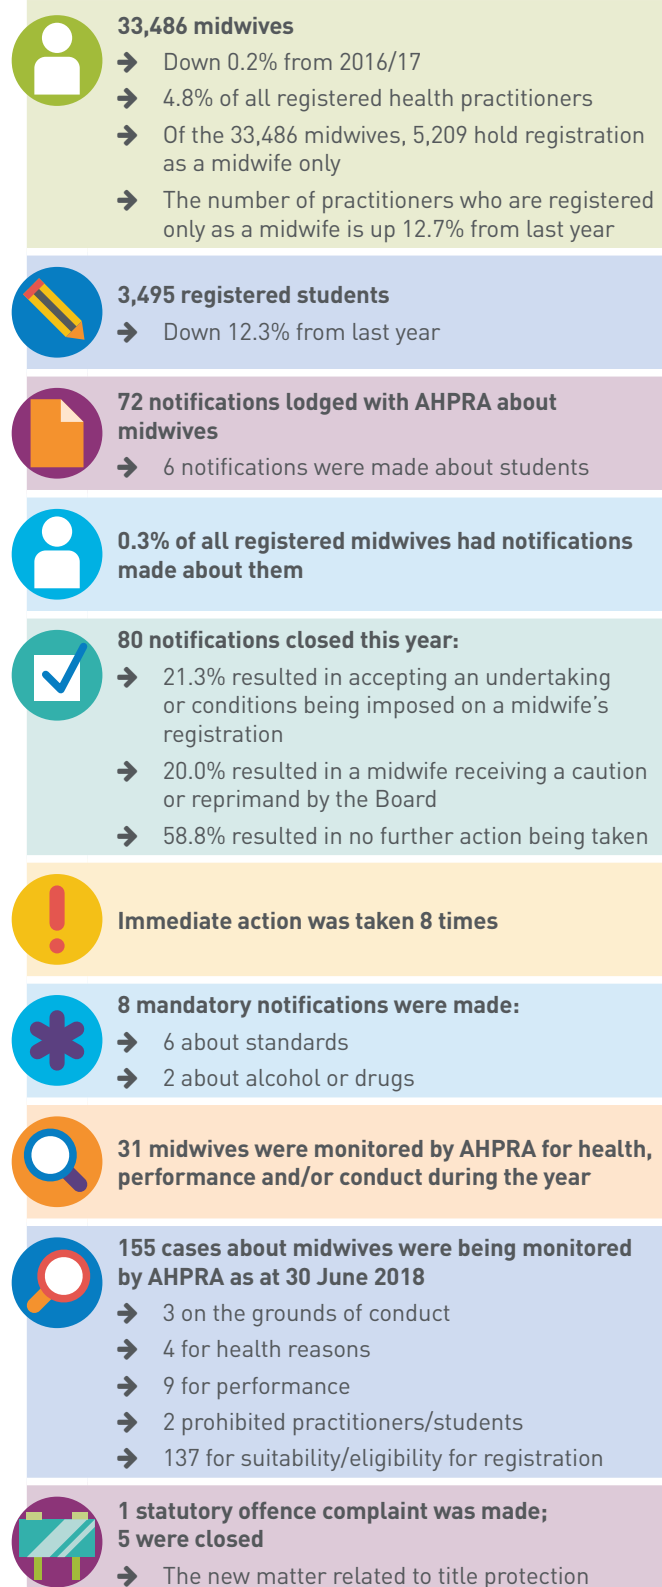 33,486 midwives
➔ Down 0.2% from 2016/17
➔ 4.8% of all registered health practitioners
➔ Of the 33,486 midwives, 5,209 hold registration
as a midwife only
➔ The number of practitioners who are registered
only as a midwife is up 12.7% from last year
3,495 registered students
➔ Down 12.3% from last year
72 notifications lodged with AHPRA about
midwives
➔ 6 notifications were made about students
0.3% of all registered midwives had notifications
made about them
80 notifications closed this year:
➔ 21.3% resulted in accepting an undertaking
or conditions being imposed on a midwife’s
registration
➔ 20.0% resulted in a midwife receiving a caution
or reprimand by the Board
➔ 58.8% resulted in no further action being taken
Immediate action was taken 8 times
8 mandatory notifications were made:
➔ 6 about standards
➔ 2 about alcohol or drugs
31 midwives were monitored by AHPRA for health,
performance and/or conduct during the year
155 cases about midwives were being monitored
by AHPRA as at 30 June 2018
➔ 3 on the grounds of conduct
➔ 4 for health reasons
➔ 9 for performance
➔ 2 prohibited practitioners/students
➔ 137 for suitability/eligibility for registration
1 statutory offence complaint was made;
5 were closed
➔ The new matter related to title protection